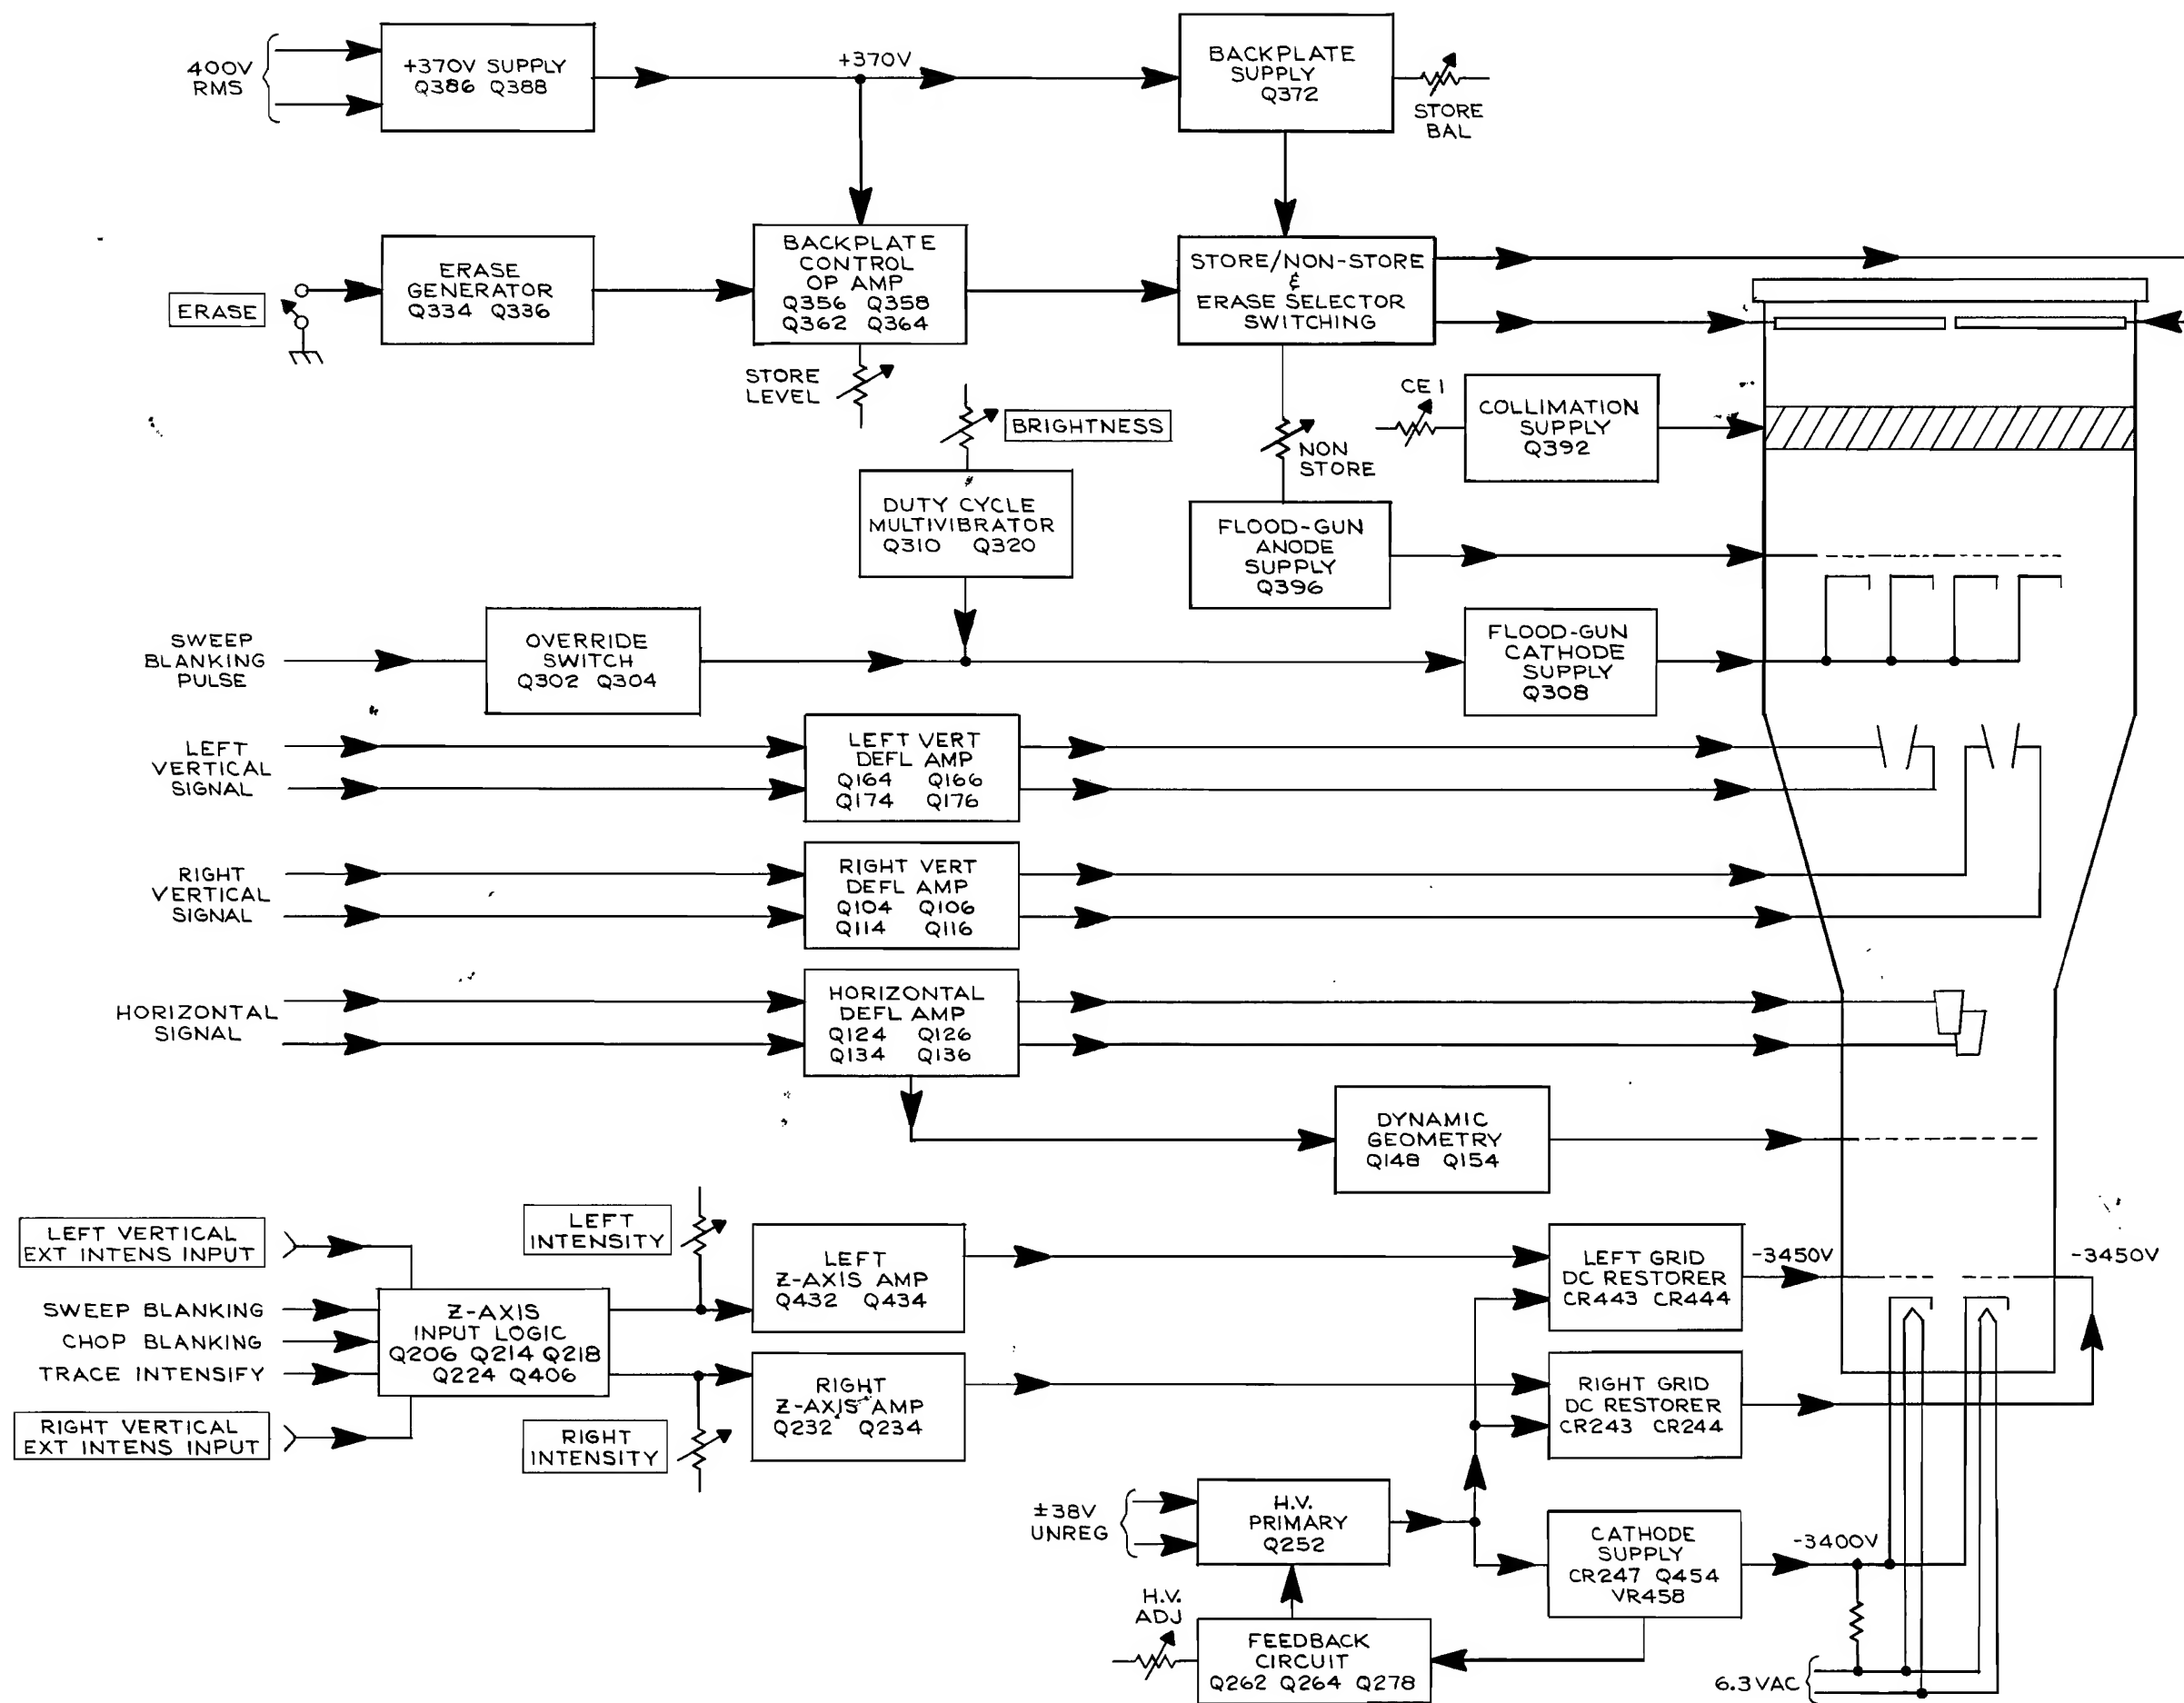 400V
RMS
+370V SUPPLY
Q386 Q388
+370V
BACKPLATE
SUPPLY
Q372
STORE
BAL
ERASE
ERASE
GENERATOR
Q334 Q336
BACKPLATE
CONTROL
OP AMP
Q356 Q358
Q362 Q364
STORE/NON-STORE
&
ERASE SELECTOR
SWITCHING
STORE
LEVEL
BRIGHTNESS
NON
STORE
CE 1
COLLIMATION
SUPPLY
Q392
DUTY CYCLE
MULTIVIBRATOR
Q310 Q320
FLOOD-GUN
ANODE
SUPPLY
Q396
SWEEP
BLANKING
PULSE
OVERRIDE
SWITCH
Q302 Q304
FLOOD-GUN
CATHODE
SUPPLY
Q308
LEFT
VERTICAL
SIGNAL
LEFT VERT
DEFL AMP
Q164 Q166
Q174 Q176
RIGHT
VERTICAL
SIGNAL
RIGHT VERT
DEFL AMP
Q104 Q106
Q114 Q116
HORIZONTAL
SIGNAL
HORIZONTAL
DEFL AMP
Q124 Q126
Q134 Q136
DYNAMIC
GEOMETRY
Q148 Q154
LEFT VERTICAL
EXT INTENS INPUT
SWEEP BLANKING
CHOP BLANKING
TRACE INTENSIFY
RIGHT VERTICAL
EXT INTENS INPUT
Z-AXIS
INPUT LOGIC
Q206 Q214 Q218
Q224 Q406
LEFT
INTENSITY
RIGHT
INTENSITY
LEFT
Z-AXIS AMP
Q432 Q434
RIGHT
Z-AXIS AMP
Q232 Q234
LEFT GRID
DC RESTORER
CR443 CR444
-3450V
-3450V
RIGHT GRID
DC RESTORER
CR243 CR244
±38V
UNREG
H.V.
PRIMARY
Q252
CATHODE
SUPPLY
CR247 Q454
VR458
-3400V
H.V.
ADJ
FEEDBACK
CIRCUIT
Q262 Q264 Q278
6.3VAC